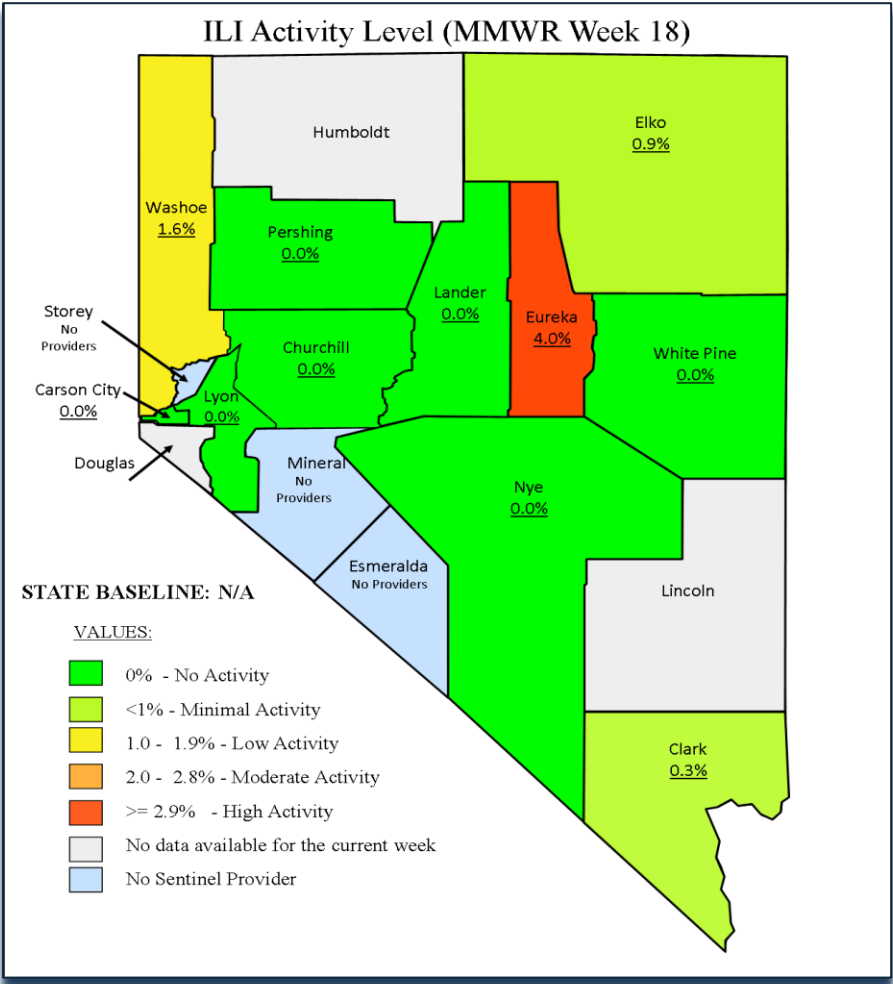 ILI Activity Level (MMWR Week 18)
Humboldt
Elko
0.9%
Washoe
1.6%
Pershing
0.0%
Lander
0.0%
Storey
No
Providers
Eureka
4.0%
Churchill
0.0%
White Pine
0.0%
Carson City
0.0%
Lyon
0.0%
Douglas
Mineral
No
Providers
Nye
0.0%
Esmeralda
No Providers
Lincoln
STATE BASELINE: N/A
VALUES:
0% - No Activity
<1% - Minimal Activity
1.0 - 1.9% - Low Activity
2.0 - 2.8% - Moderate Activity
>= 2.9% - High Activity
No data available for the current week
No Sentinel Provider
Clark
0.3%